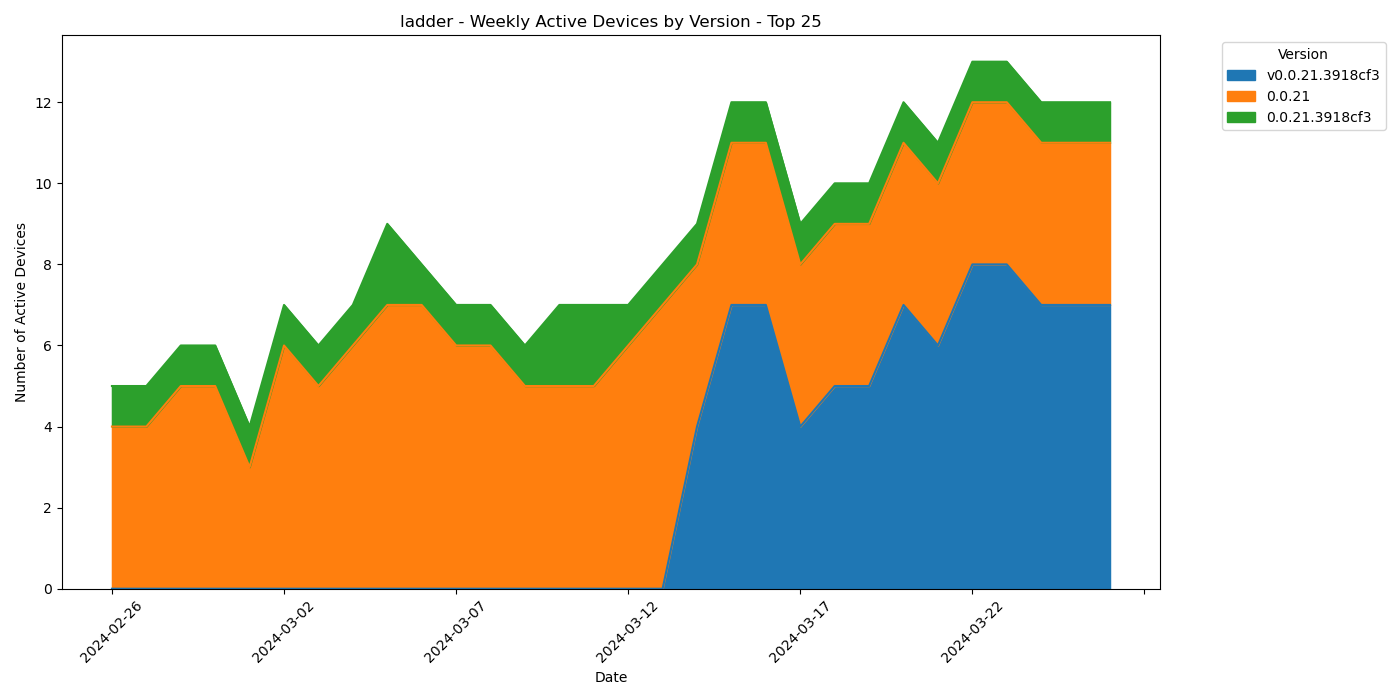 ladder - Weekly Active Devices by Version - Top 25
Number of Active Devices
12
10
8
6
4
2
0
2024-02-26
2024-03-02
2024-03-07
2024-03-12
2024-03-17
2024-03-22
Date
Version
v0.0.21.3918cf3
0.0.21
0.0.21.3918cf3